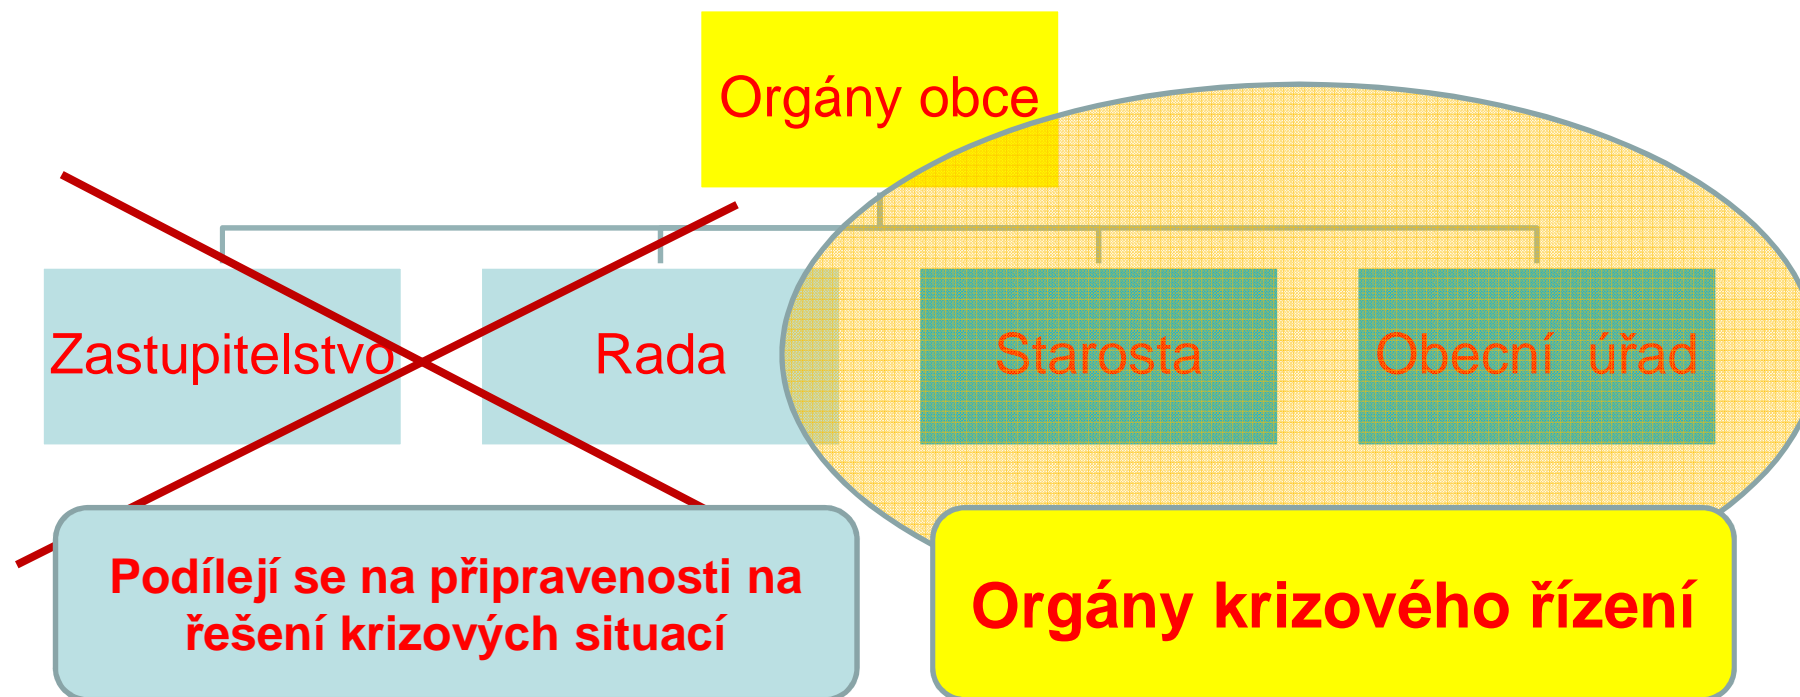 Orgány obce
Zastupitelstvo
Rada
Starosta
Obecní úřad
Podílejí se na připravenosti na
řešení krizových situací
Orgány krizového řízení